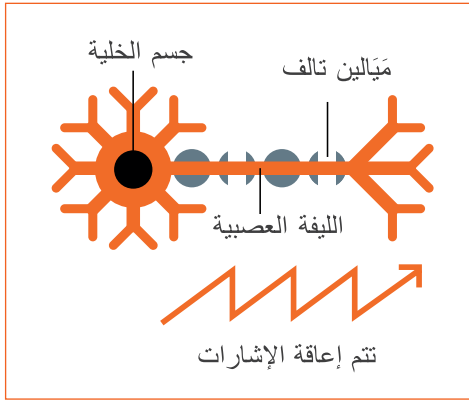 جسم الخلية
مَيَالين تالف
الليفة العصبية
تتم إعاقة الإشارات